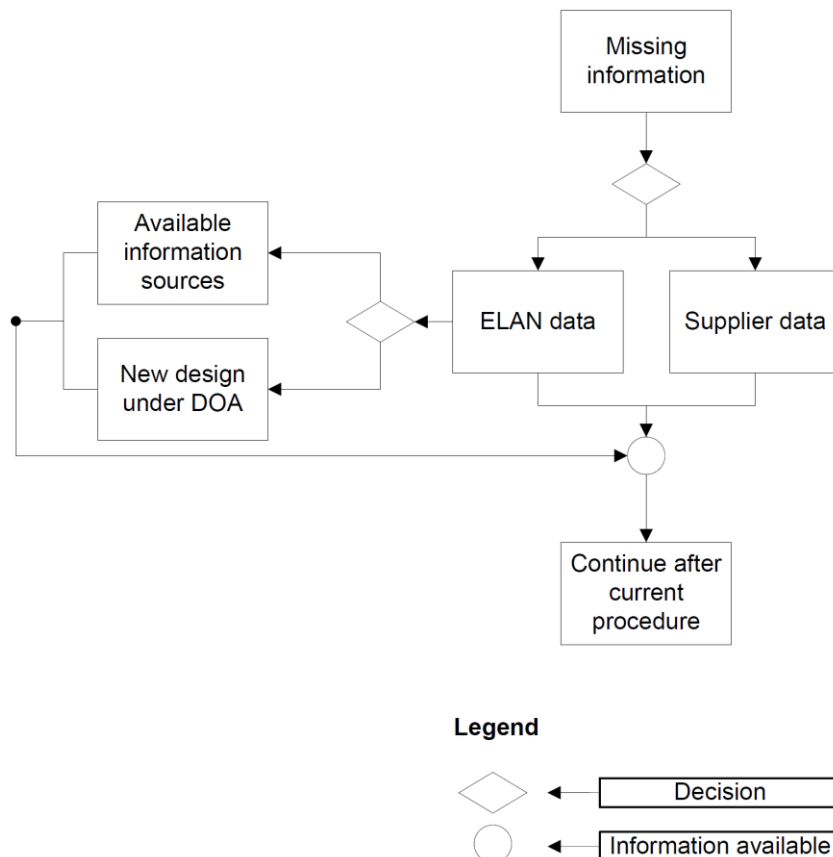 Missing
information
Available
information
sources
ELAN data
Supplier data
New design
under DOA
Continue after
current
procedure
Legend
Decision
Information available